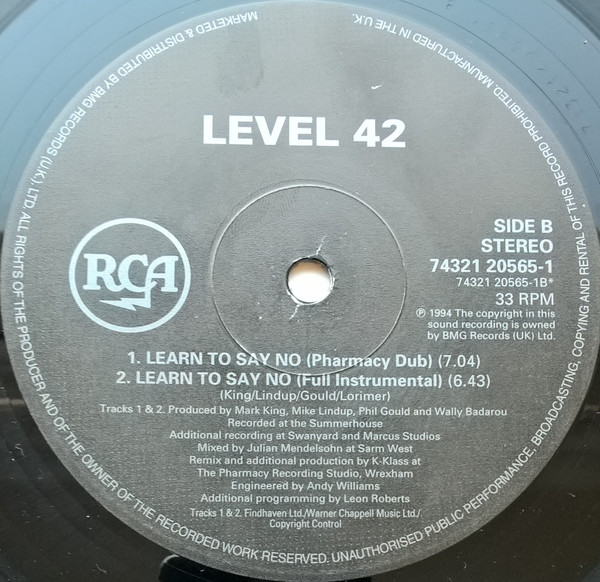 LEVEL 42
RCA
SIDE B
STEREO
74321 20565-1
74321 20565-1B*
33 RPM
℗ 1994 The copyright in this
sound recording is owned
by BMG Records (UK) Ltd.
1. LEARN TO SAY NO (Pharmacy Dub) (7.04)
2. LEARN TO SAY NO (Full Instrumental) (6.43)
(King/Lindup/Gould/Lorimer)
Tracks 1 & 2. Produced by Mark King, Mike Lindup, Phil Gould and Wally Badarou
Recorded at the Summerhouse
Additional recording at Swanyard and Marcus Studios
Mixed by Julian Mendelsohn at Sarm West
Remix and additional production by K-Klass at
The Pharmacy Recording Studio, Wrexham
Engineered by Andy Williams
Additional programming by Leon Roberts
Tracks 1 & 2. Findhaven Ltd./Warner Chappell Music Ltd./
Copyright Control
MARKETED & DISTRIBUTED BY BMG RECORDS (U.K.) LTD. ALL RIGHTS OF THE PRODUCER AND OF THE OWNER OF THE RECORDED WORK RESERVED. UNAUTHORISED PUBLIC PERFORMANCE, BROADCASTING, COPYING AND RENTAL OF THIS RECORD PROHIBITED. MANUFACTURED IN THE U.K.